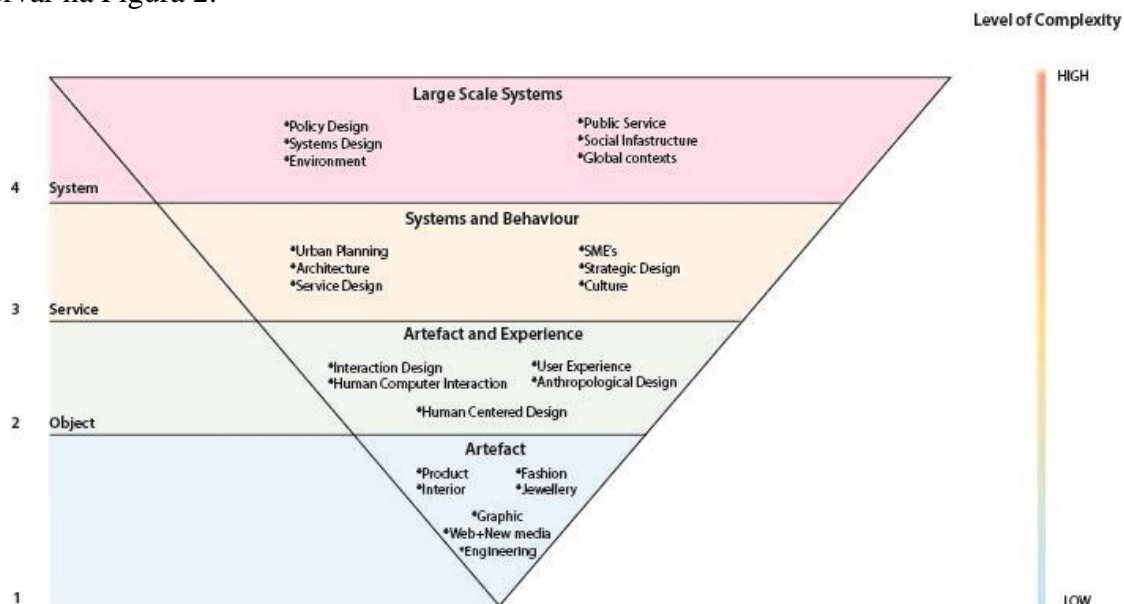 Level of Complexity
HIGH
Large Scale Systems
*Policy Design
*Systems Design
*Environment
*Public Service
*Social Infastructure
*Global contexts
4 System
Systems and Behaviour
*Urban Planning
*Architecture
*Service Design
*SME's
*Strategic Design
*Culture
3 Service
Artefact and Experience
*Interaction Design
*Human Computer Interaction
*User Experience
*Anthropological Design
*Human Centered Design
2 Object
Artefact
*Product
*Interior
*Fashion
*Jewellery
*Graphic
*Web+New media
*Engineering
1
LOW